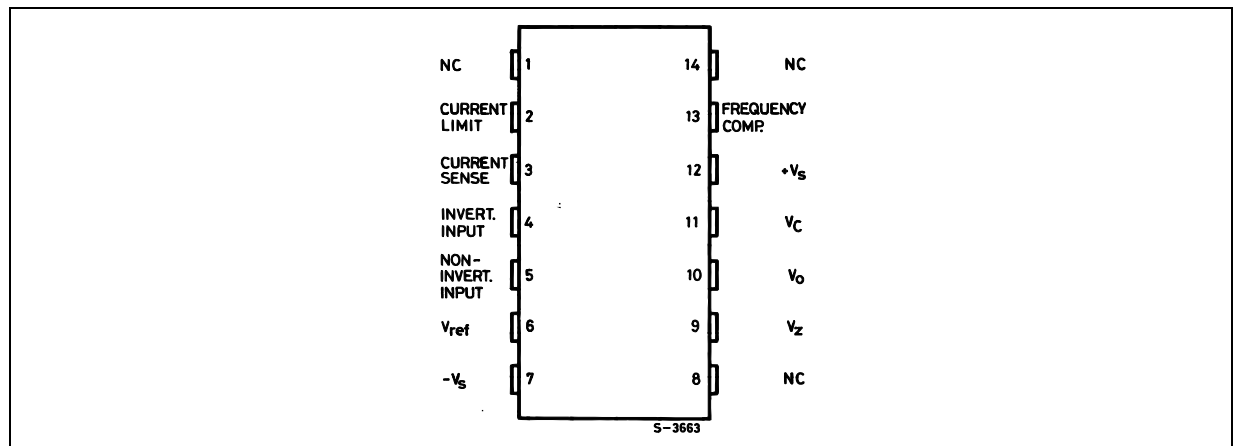 NC 1 14 NC
CURRENT LIMIT 2 13 FREQUENCY COMP.
CURRENT SENSE 3 12 +Vs
INVERT. INPUT 4 11 VC
NON-INVERT. INPUT 5 10 Vo
Vref 6 9 Vz
-Vs 7 8 NC
S-3663